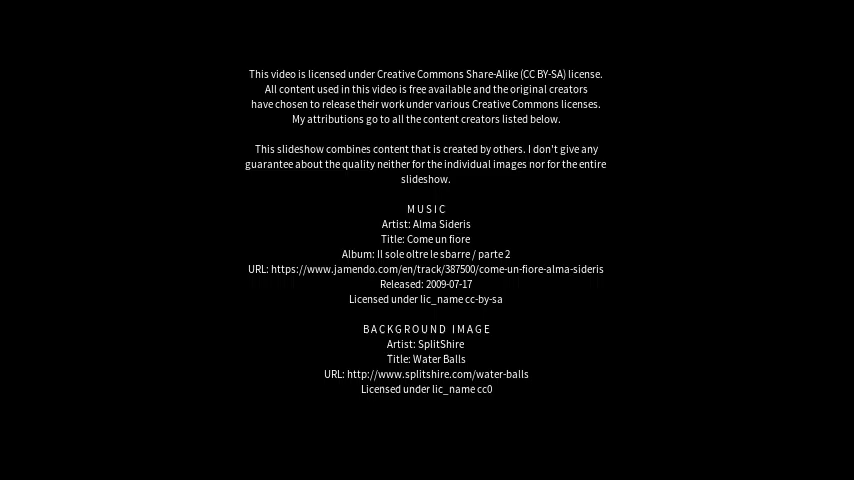 This video is licensed under Creative Commons Share-Alike (CC BY-SA) license.
All content used in this video is free available and the original creators
have chosen to release their work under various Creative Commons licenses.
My attributions go to all the content creators listed below.
This slideshow combines content that is created by others. I don't give any
guarantee about the quality neither for the individual images nor for the entire
slideshow.
MUSIC
Artist: Alma Sideris
Title: Come un fiore
Album: Il sole oltre le sbarre / parte 2
URL: https://www.jamendo.com/en/track/387500/come-un-fiore-alma-sideris
Released: 2009-07-17
Licensed under lic_name cc-by-sa
BACKGROUND IMAGE
Artist: SplitShire
Title: Water Balls
URL: http://www.splitshire.com/water-balls
Licensed under lic_name cc0